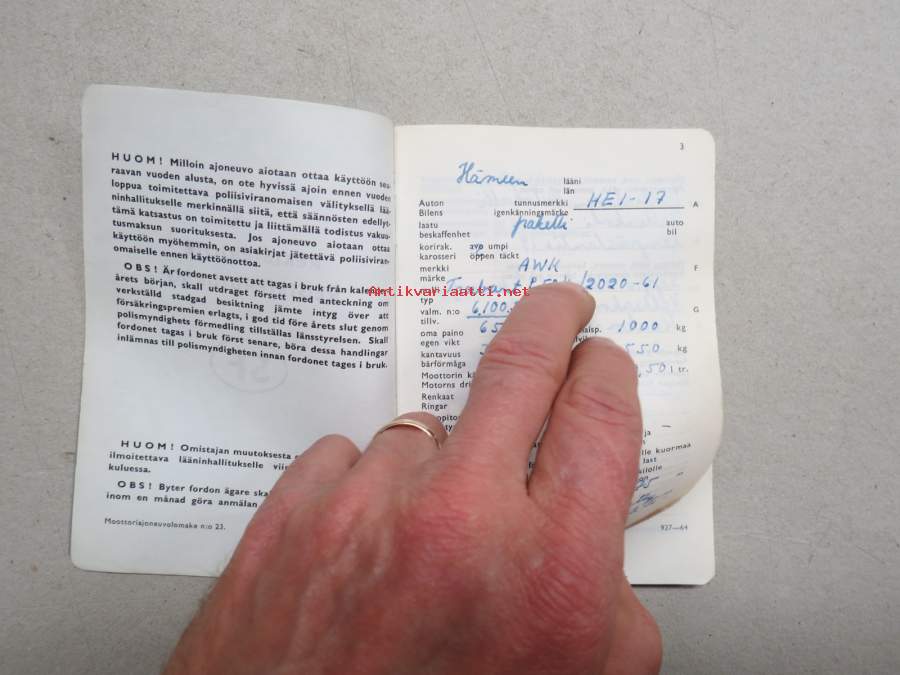 HUOM! Milloin ajoneuvo aiotaan ottaa käyttöön seu-
raavan vuoden alusta, on ote hyvissä ajoin ennen vuoden
loppua toimitettava poliisiviranomaisen välityksellä lää-
ninhallitukselle merkinnällä siitä, että säännösten edellyt-
tämä katsastus on toimitettu ja liittämällä todistus vakuu-
tusmaksun suorituksesta. Jos ajoneuvo aiotaan ottaa
käyttöön myöhemmin, on asiakirjat jätettävä poliisiviran-
omaiselle ennen käyttöönottoa.
OBS! Är fordonet avsett att tagas i bruk från kalender-
årets början, skall utdraget försett med anteckning om
verkställd stadgad besiktning jämte intyg över att
försäkringspremien erlagts, i god tid före årets slut genom
polismyndighets förmedling tillställas länsstyrelsen. Skall
fordonet tagas i bruk först senare, böra dessa handlingar
inlämnas till polismyndigheten innan fordonet tages i bruk.
HUOM! Omistajan muutoksesta
ilmoitettava lääninhallitukselle
kuluessa.
OBS! Byter fordon ägare
inom en månad göra anmälan
Moottoriajoneuvolomake n:o 23.
3
Hämeen lääni
län
Auton tunnusmerkki HEI-17 A
Bilens igenkänningsmärke
laatu paketti auto
beskaffenhet bil
korirak. avo umpi
karosseri öppen täckt
merkki AWK F
märke
/2020-61
typ
valm. n:o 6.100. G
tillv.
oma paino 65 1000 kg
egen vikt
kantavuus 550 kg
bärförmåga
Moottorin ,50 l tr.
Motorns
Renkaat
Ringar
ja
kuormaa
last
927—64
Antikvariaatti.net